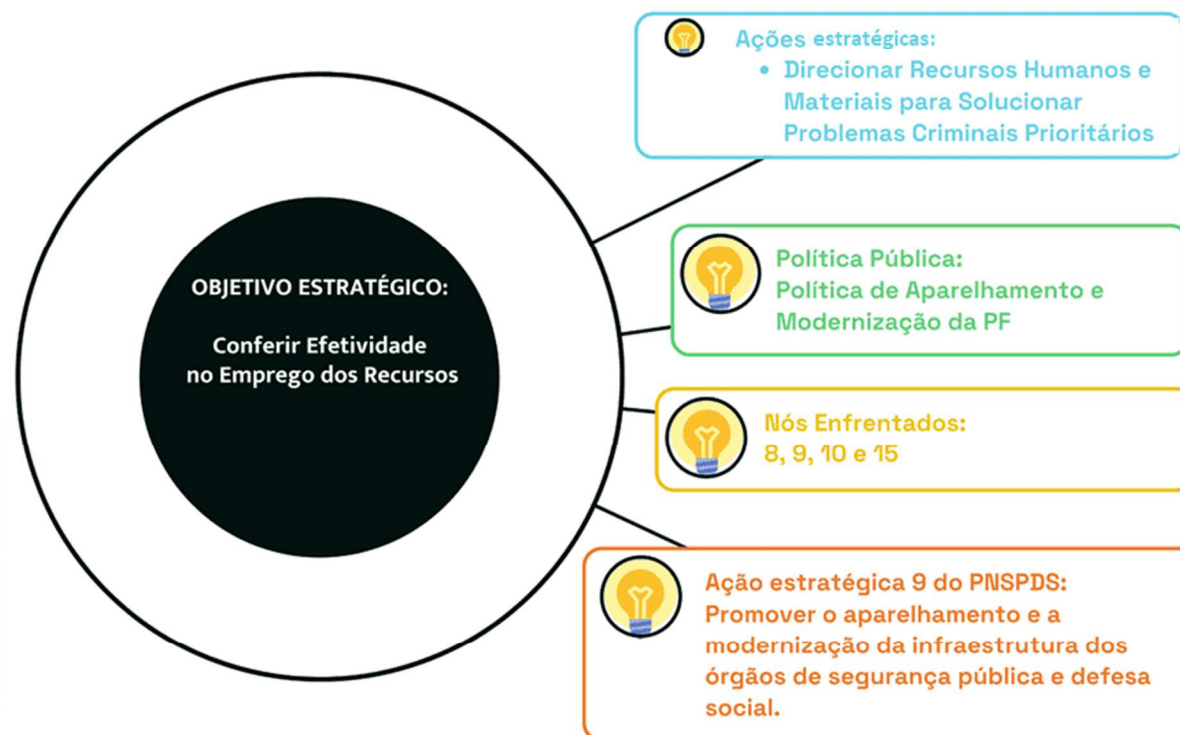 OBJETIVO ESTRATÉGICO:
Conferir Efetividade
no Emprego dos Recursos
Ações estratégicas:
• Direcionar Recursos Humanos e
Materiais para Solucionar
Problemas Criminais Prioritários
Política Pública:
Política de Aparelhamento e
Modernização da PF
Nós Enfrentados:
8, 9, 10 e 15
Ação estratégica 9 do PNSPDS:
Promover o aparelhamento e a
modernização da infraestrutura dos
órgãos de segurança pública e defesa
social.